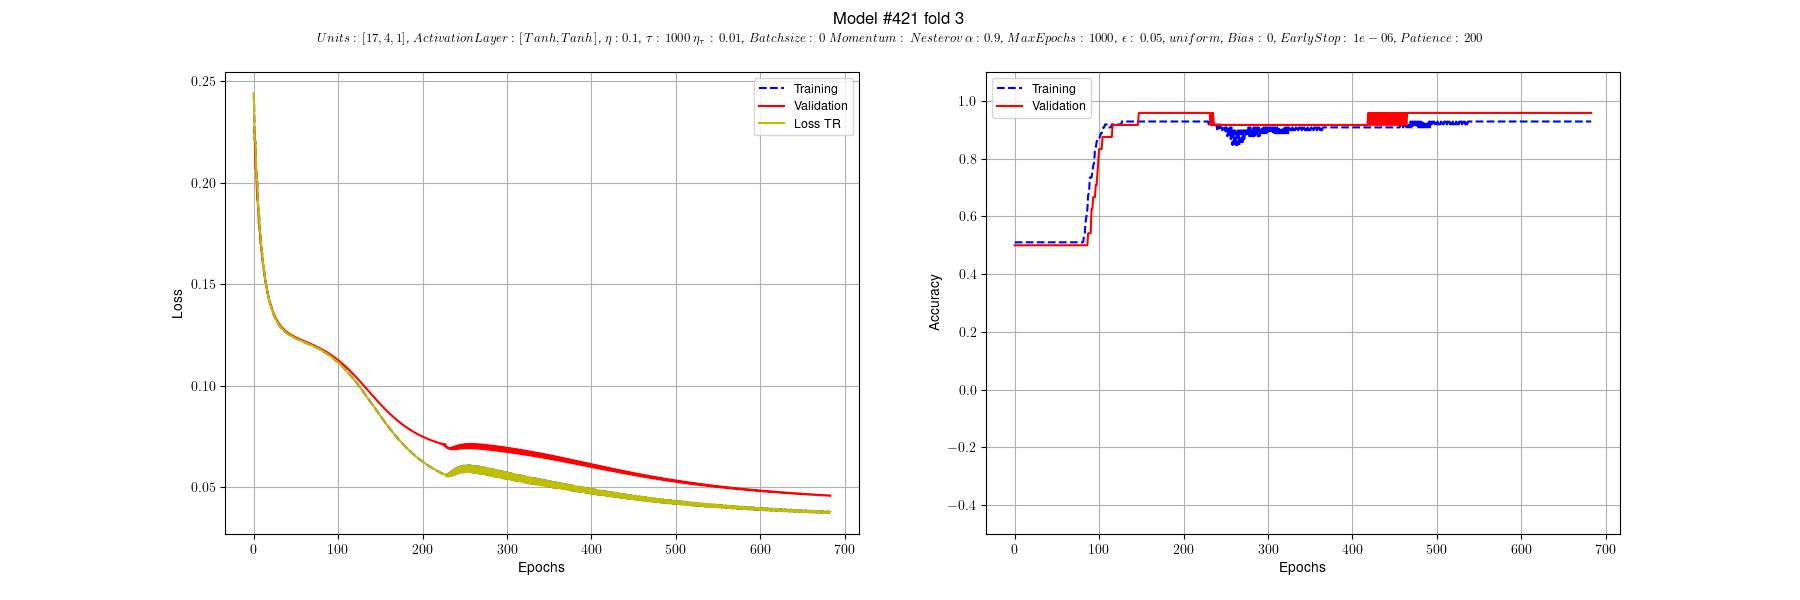 Model #421 fold 3
Units : [17, 4, 1], ActivationLayer : [Tanh, Tanh], η : 0.1, τ : 1000 ητ : 0.01, Batchsize : 0 Momentum : Nesterov α : 0.9, MaxEpochs : 1000, ϵ : 0.05, uniform, Bias : 0, EarlyStop : 1e − 06, Patience : 200
Training
Validation
Loss TR
0.25
0.20
0.15
0.10
0.05
Loss
0 100 200 300 400 500 600 700
Epochs
Training
Validation
1.0
0.8
0.6
0.4
0.2
0.0
−0.2
−0.4
Accuracy
0 100 200 300 400 500 600 700
Epochs